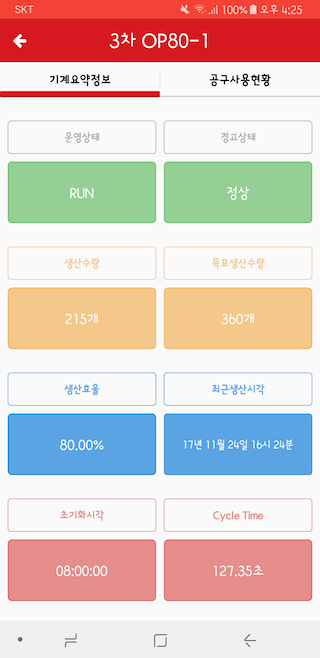 SKT 100% 오후 4:25
3차 OP80-1
기계요약정보 공구사용현황
운영상태 경고상태
RUN 정상
생산수량 목표생산수량
215개 360개
생산효율 최근생산시각
80.00% 17년 11월 24일 16시 24분
초기화시각 Cycle Time
08:00:00 127.35초